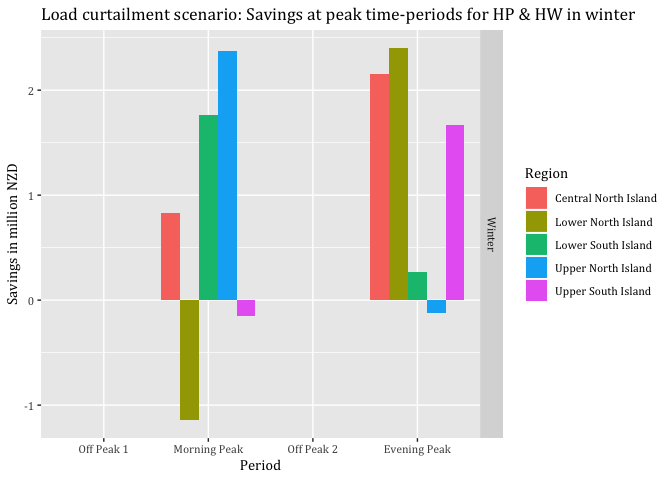 Load curtailment scenario: Savings at peak time-periods for HP & HW in winter
Savings in million NZD
2
1
0
-1
Off Peak 1
Morning Peak
Off Peak 2
Evening Peak
Period
Winter
Region
Central North Island
Lower North Island
Lower South Island
Upper North Island
Upper South Island